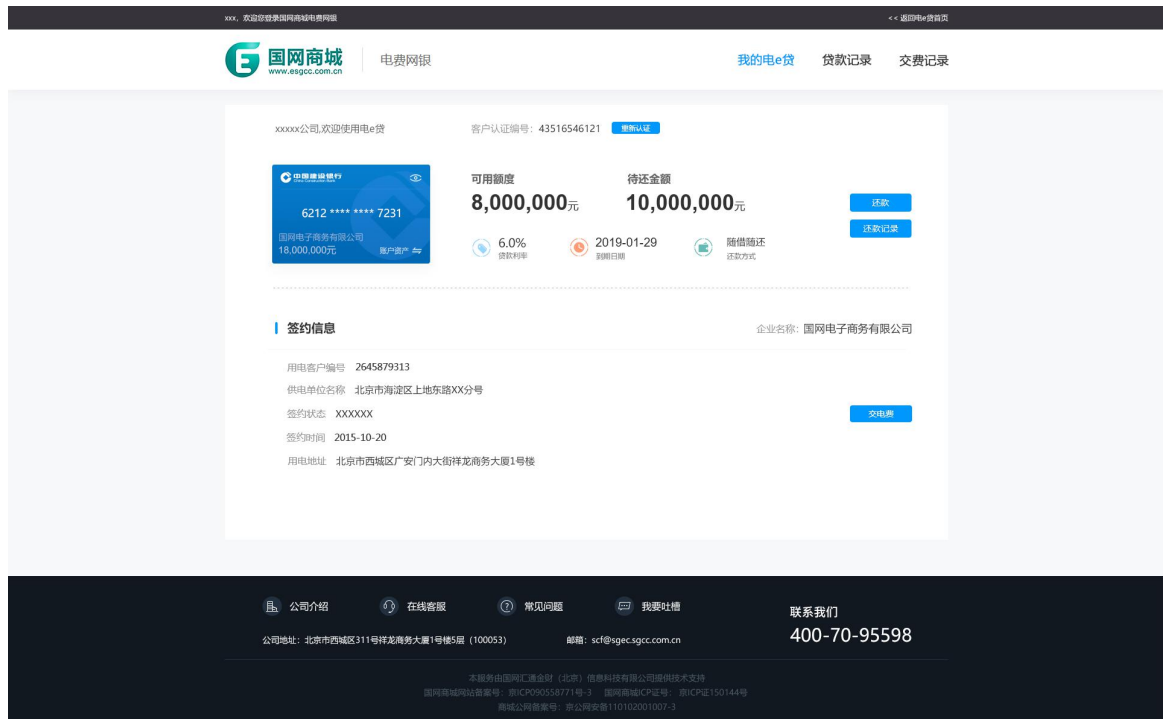 xxx，欢迎您登录国网商城电费网银
<< 返回电e贷首页
国网商城
www.esgcc.com.cn
电费网银
我的电e贷 贷款记录 交费记录
xxxxx公司,欢迎使用电e贷
客户认证编号：43516546121 重新认证
中国建设银行
China Construction Bank
6212 **** **** 7231
国网电子商务有限公司
18,000,000元 账户资产
可用额度 待还金额
8,000,000元 10,000,000元
还款
还款记录
6.0% 2019-01-29 随借随还
贷款利率 到期日期 还款方式
签约信息
企业名称：国网电子商务有限公司
用电客户编号 2645879313
供电单位名称 北京市海淀区上地东路XX分号
签约状态 XXXXXX
交电费
签约时间 2015-10-20
用电地址 北京市西城区广安门内大街祥龙商务大厦1号楼
公司介绍 在线客服 常见问题 我要吐槽
联系我们
公司地址：北京市西城区311号祥龙商务大厦1号楼5层（100053） 邮箱：scf@sgec.sgcc.com.cn
400-70-95598
本服务由国网汇通金财（北京）信息科技有限公司提供技术支持
国网商城网站备案号：京ICP090558771号-3 国网商城ICP证号： 京ICP证150144号
商城公网备案号：京公网安备110102001007-3